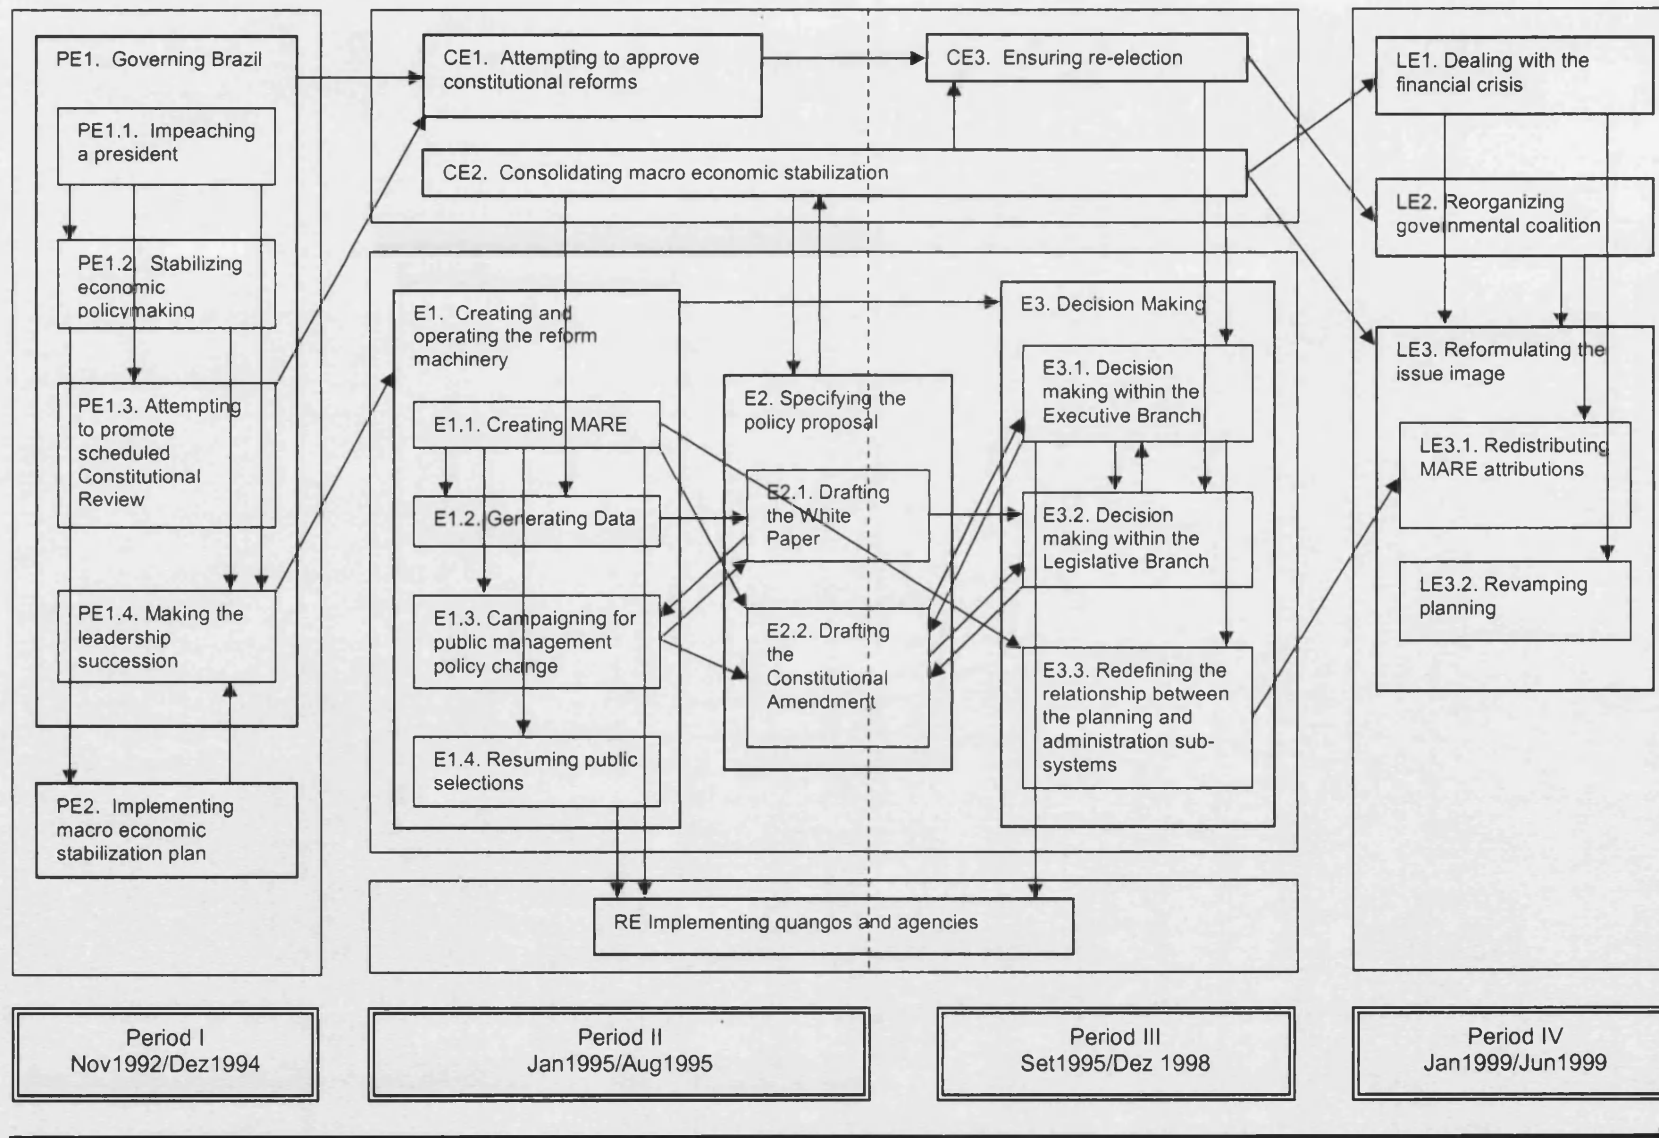 PE1. Governing Brazil
PE1.1. Impeaching
a president
PE1.2. Stabilizing
economic
policymaking
PE1.3. Attempting
to promote
scheduled
Constitutional
Review
PE1.4. Making the
leadership
succession
PE2. Implementing
macro economic
stabilization plan
CE1. Attempting to approve
constitutional reforms
CE3. Ensuring re-election
CE2. Consolidating macro economic stabilization
E1. Creating and
operating the reform
machinery
E1.1. Creating MARE
E1.2. Generating Data
E1.3. Campaigning for
public management
policy change
E1.4. Resuming public
selections
E2. Specifying the
policy proposal
E2.1. Drafting
the White
Paper
E2.2. Drafting
the
Constitutional
Amendment
E3. Decision Making
E3.1. Decision
making within the
Executive Branch
E3.2. Decision
making within the
Legislative Branch
E3.3. Redefining the
relationship between
the planning and
administration sub-
systems
RE Implementing quangos and agencies
LE1. Dealing with the
financial crisis
LE2. Reorganizing
governmental coalition
LE3. Reformulating the
issue image
LE3.1. Redistributing
MARE attributions
LE3.2. Revamping
planning
Period I
Nov1992/Dez1994
Period II
Jan1995/Aug1995
Period III
Set1995/Dez 1998
Period IV
Jan1999/Jun1999